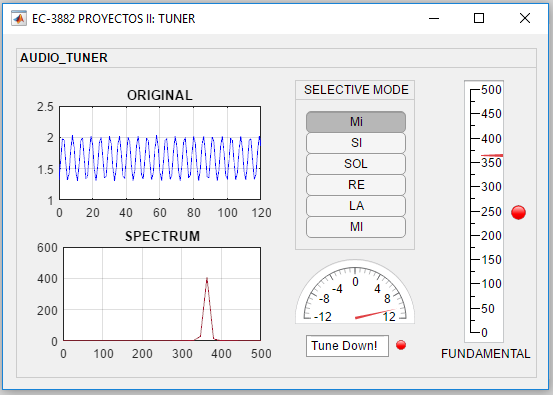 EC-3882 PROYECTOS II: TUNER
AUDIO_TUNER
ORIGINAL
2.5
2
1.5
1
0 20 40 60 80 100 120
SPECTRUM
600
400
200
0
0 100 200 300 400 500
SELECTIVE MODE
Mi
SI
SOL
RE
LA
MI
-12 -8 -4 0 4 8 12
Tune Down!
500
450
400
350
300
250
200
150
100
50
0
FUNDAMENTAL